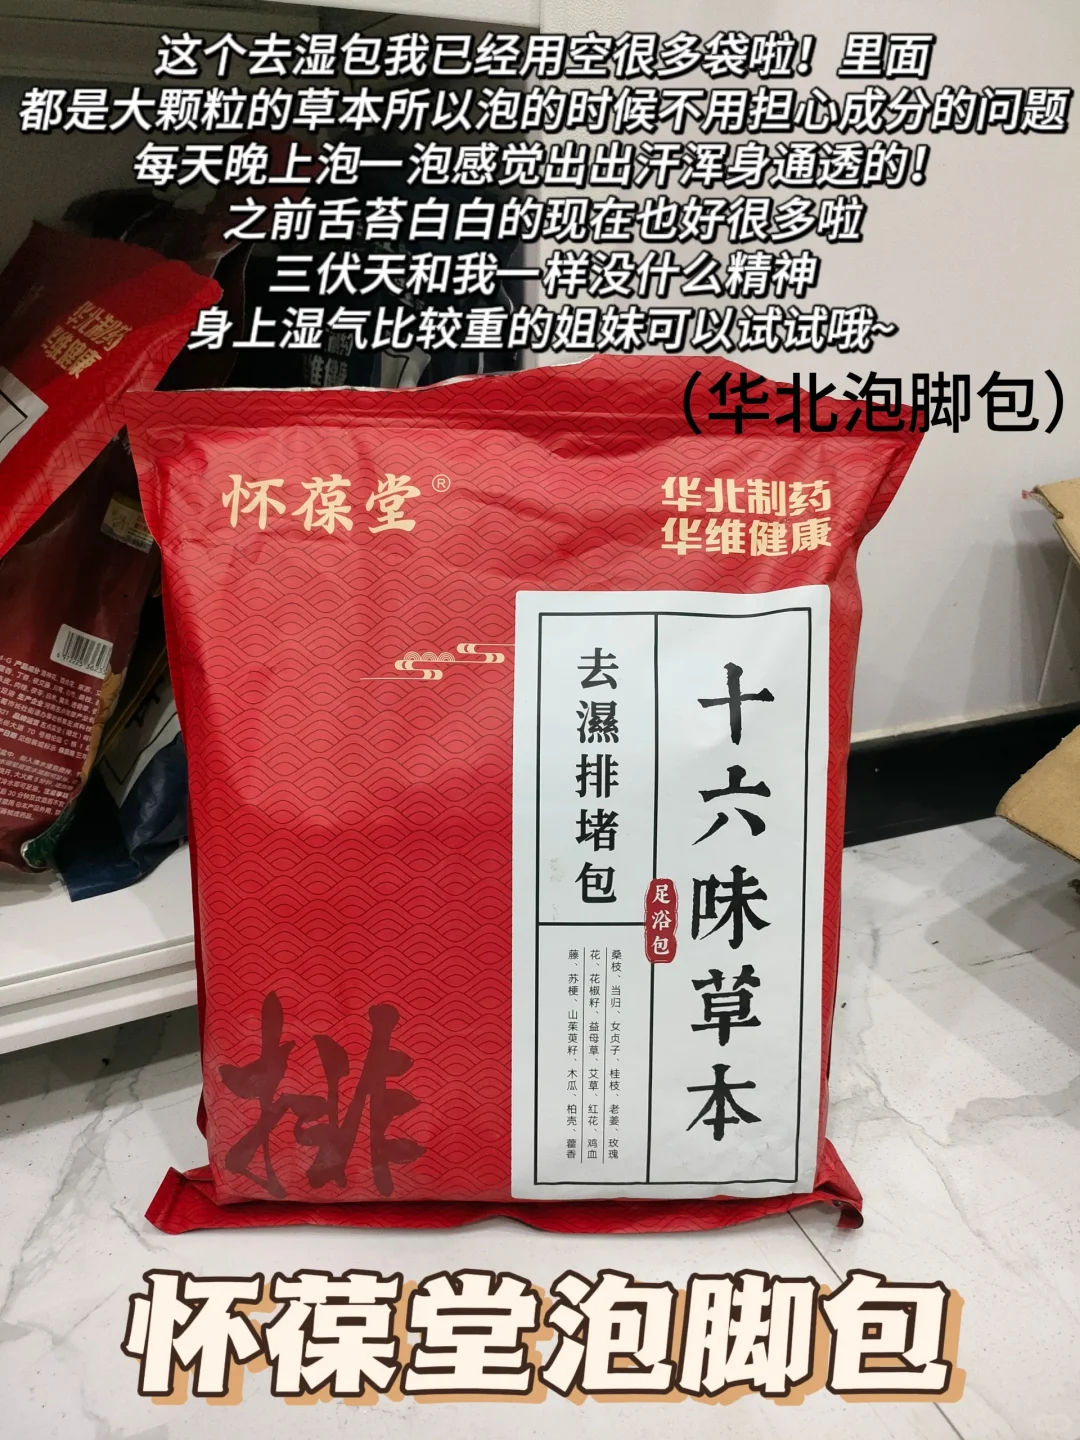 这个去湿包我已经用空很多袋啦！里面
都是大颗粒的草本所以泡的时候不用担心成分的问题
每天晚上泡一泡感觉出出汗浑身通透的！
之前舌苔白白的现在也好很多啦
三伏天和我一样没什么精神
身上湿气比较重的姐妹可以试试哦~
（华北泡脚包）
华北制药
华维健康
怀葆堂®
华北制药
华维健康
十六味草本
足浴包
去濕排堵包
桑枝、当归、女贞子、桂枝、老姜、玫瑰
花、花椒籽、益母草、艾草、红花、鸡血
藤、苏梗、山茱萸籽、木瓜、柏壳、藿香
排
怀葆堂泡脚包